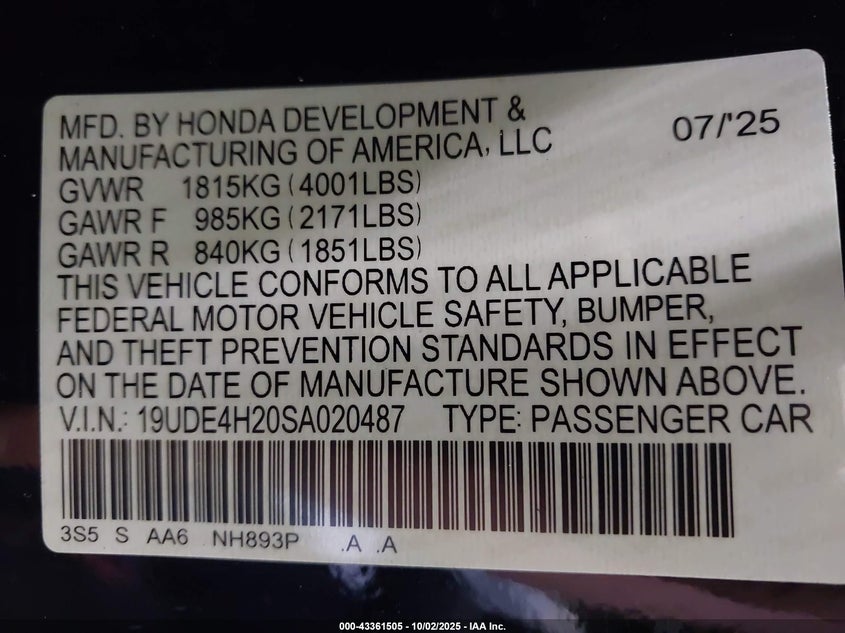 MFD. BY HONDA DEVELOPMENT &
MANUFACTURING OF AMERICA, LLC
07/'25
GVWR 1815KG (4001LBS)
GAWR F 985KG (2171LBS)
GAWR R 840KG (1851LBS)
THIS VEHICLE CONFORMS TO ALL APPLICABLE
FEDERAL MOTOR VEHICLE SAFETY, BUMPER,
AND THEFT PREVENTION STANDARDS IN EFFECT
ON THE DATE OF MANUFACTURE SHOWN ABOVE.
V.I.N.: 19UDE4H20SA020487 TYPE: PASSENGER CAR
3S5 S AA6 NH893P .A .A
000-43361505 - 10/02/2025 - IAA Inc.